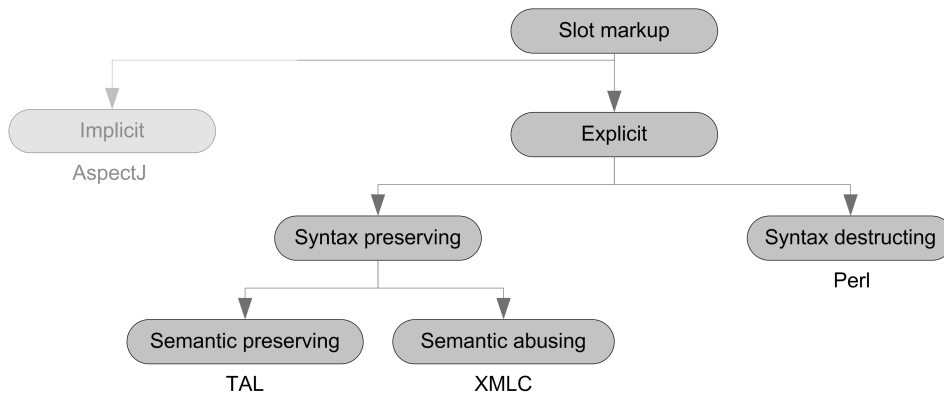 Slot markup
Implicit
Explicit
AspectJ
Syntax preserving
Syntax destructing
Perl
Semantic preserving
Semantic abusing
TAL
XMLC